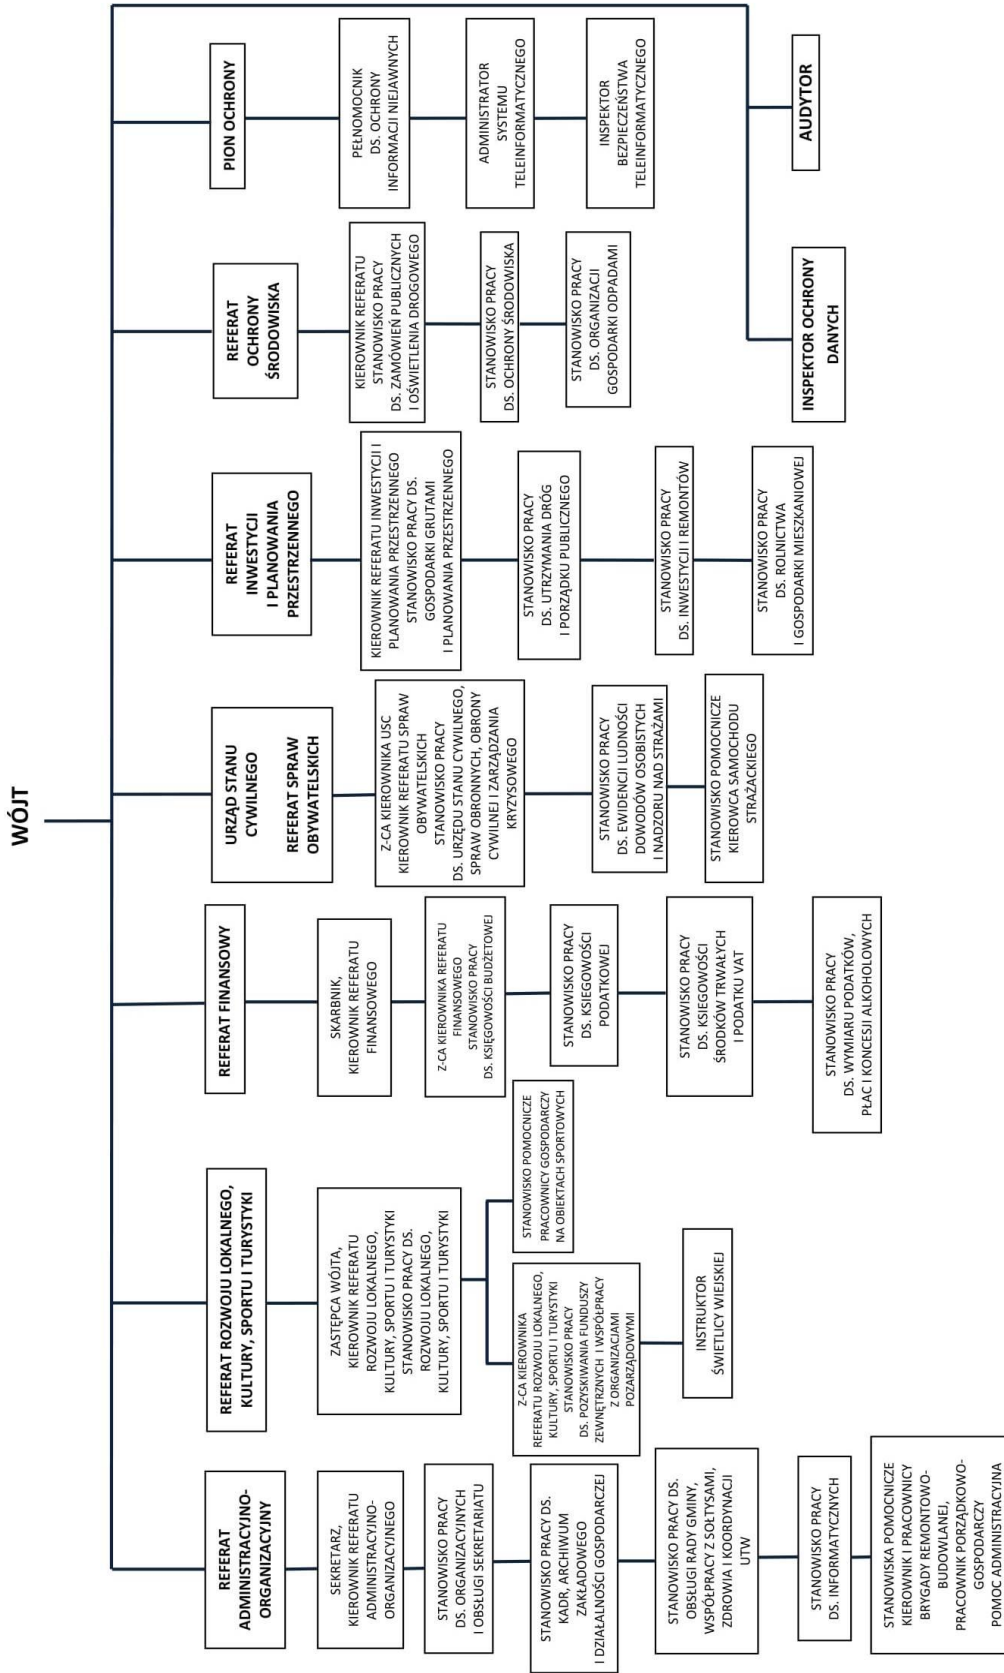 WÓJT
REFERAT
ADMINISTRACYJNO-
ORGANIZACYJNY
SEKRETARZ,
KIEROWNIK REFERATU
ADMINISTRACYJNO-
ORGANIZACYJNEGO
STANOWISKO PRACY
DS. ORGANIZACYJNYCH
I OBSŁUGI SEKRETARIATU
STANOWISKO PRACY DS.
KADR, ARCHIWUM
ZAKŁADOWEGO
I DZIAŁALNOŚCI GOSPODARCZEJ
STANOWISKO PRACY DS.
OBSŁUGI RADY GMINY,
WSPÓŁPRACY Z SOŁTYSAMI,
ZDROWIA I KOORDYNACJI
UTW
STANOWISKO PRACY
DS. INFORMATYCZNYCH
STANOWISKA POMOCNICZE
KIEROWNIK I PRACOWNICY
BRYGADY REMONTOWO-
BUDOWLANEJ,
PRACOWNIK PORZĄDKOWO-
GOSPODARCZY
POMOC ADMINISTRACYJNA
REFERAT ROZWOJU LOKALNEGO,
KULTURY, SPORTU I TURYSTYKI
ZASTĘPCA WÓJTA,
KIEROWNIK REFERATU
ROZWOJU LOKALNEGO,
KULTURY, SPORTU I TURYSTYKI
STANOWISKO PRACY DS.
ROZWOJU LOKALNEGO,
KULTURY, SPORTU I TURYSTYKI
Z-CA KIEROWNIKA
REFERATU ROZWOJU LOKALNEGO,
KULTURY, SPORTU I TURYSTYKI
STANOWISKO PRACY
DS. POZYSKIWANIA FUNDUSZY
ZEWNĘTRZNYCH I WSPÓŁPRACY
Z ORGANIZACJAMI
POZARZĄDOWYMI
STANOWISKO POMOCNICZE
PRACOWNICY GOSPODARCZY
NA OBIEKTACH SPORTOWYCH
INSTRUKTOR
ŚWIETLICY WIEJSKIEJ
REFERAT FINANSOWY
SKARBNIK,
KIEROWNIK REFERATU
FINANSOWEGO
Z-CA KIEROWNIKA REFERATU
FINANSOWEGO
STANOWISKO PRACY
DS. KSIĘGOWOŚCI BUDŻETOWEJ
STANOWISKO PRACY
DS. KSIEGOWOŚCI
PODATKOWEJ
STANOWISKO PRACY
DS. KSIEGOWOŚCI
ŚRODKÓW TRWAŁYCH
I PODATKU VAT
STANOWISKO PRACY
DS. WYMIARU PODATKÓW,
PŁAC I KONCESJI ALKOHOLOWYCH
URZĄD STANU
CYWILNEGO
REFERAT SPRAW
OBYWATELSKICH
Z-CA KIEROWNIKA USC
KIEROWNIK REFERATU SPRAW
OBYWATELSKICH
STANOWISKO PRACY
DS. URZĘDU STANU CYWILNEGO,
SPRAW OBRONNYCH, OBRONY
CYWILNEJ I ZARZĄDZANIA
KRYZYSOWEGO
STANOWISKO PRACY
DS. EWIDENCJI LUDNOŚCI
DOWODÓW OSOBISTYCH
I NADZORU NAD STRAŻAMI
STANOWISKO POMOCNICZE
KIEROWCA SAMOCHODU
STRAŻACKIEGO
REFERAT
INWESTYCJI
I PLANOWANIA
PRZESTRZENNEGO
KIEROWNIK REFERATU INWESTYCJI I
PLANOWANIA PRZESTRZENNEGO
STANOWISKO PRACY DS.
GOSPODARKI GRUTAMI
I PLANOWANIA PRZESTRZENNEGO
STANOWISKO PRACY
DS. UTRZYMANIA DRÓG
I PORZĄDKU PUBLICZNEGO
STANOWISKO PRACY
DS. INWESTYCJI I REMONTÓW
STANOWISKO PRACY
DS. ROLNICTWA
I GOSPODARKI MIESZKANIOWEJ
REFERAT
OCHRONY
ŚRODOWISKA
KIEROWNIK REFERATU
STANOWISKO PRACY
DS. ZAMÓWIEŃ PUBLICZNYCH
I OŚWIETLENIA DROGOWEGO
STANOWISKO PRACY
DS. OCHRONY ŚRODOWISKA
STANOWISKO PRACY
DS. ORGANIZACJI
GOSPODARKI ODPADAMI
PION OCHRONY
PEŁNOMOCNIK
DS. OCHRONY
INFORMACJI NIEJAWNYCH
ADMINISTRATOR
SYSTEMU
TELEINFORMATYCZNEGO
INSPEKTOR
BEZPIECZEŃSTWA
TELEINFORMATYCZNEGO
INSPEKTOR OCHRONY
DANYCH
AUDYTOR